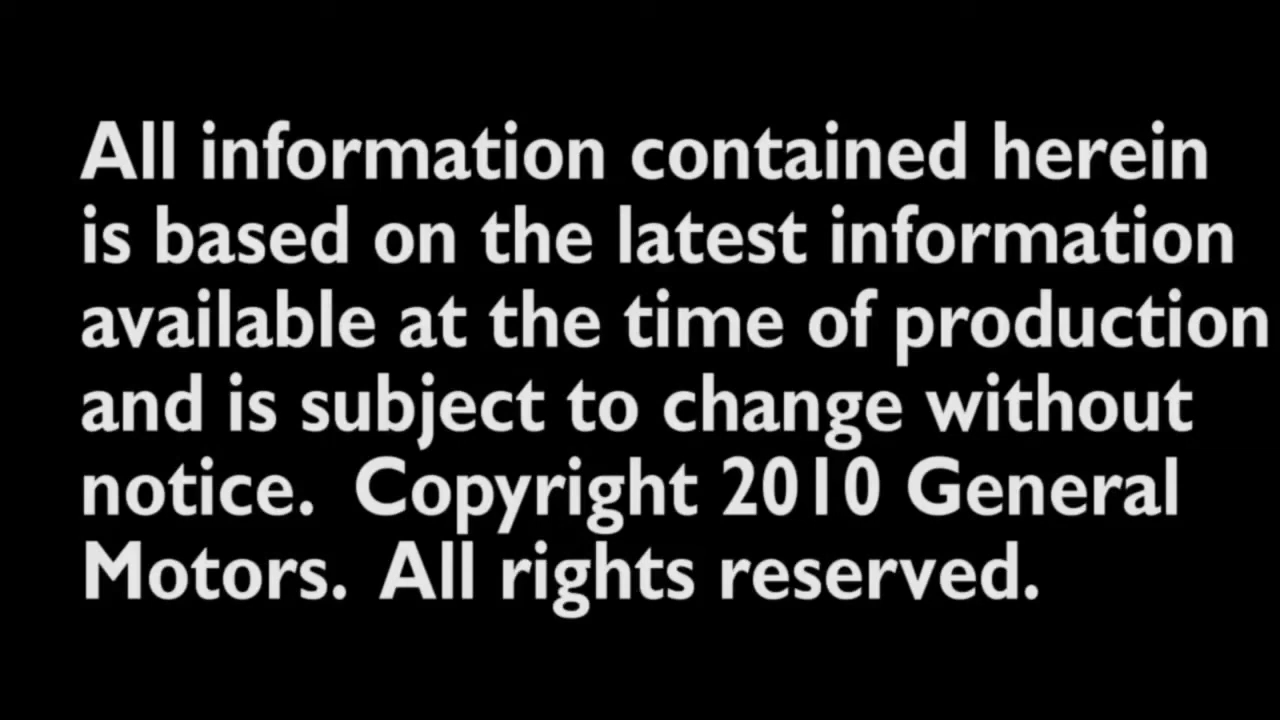 All information contained herein
is based on the latest information
available at the time of production
and is subject to change without
notice.  Copyright 2010 General
Motors.  All rights reserved.